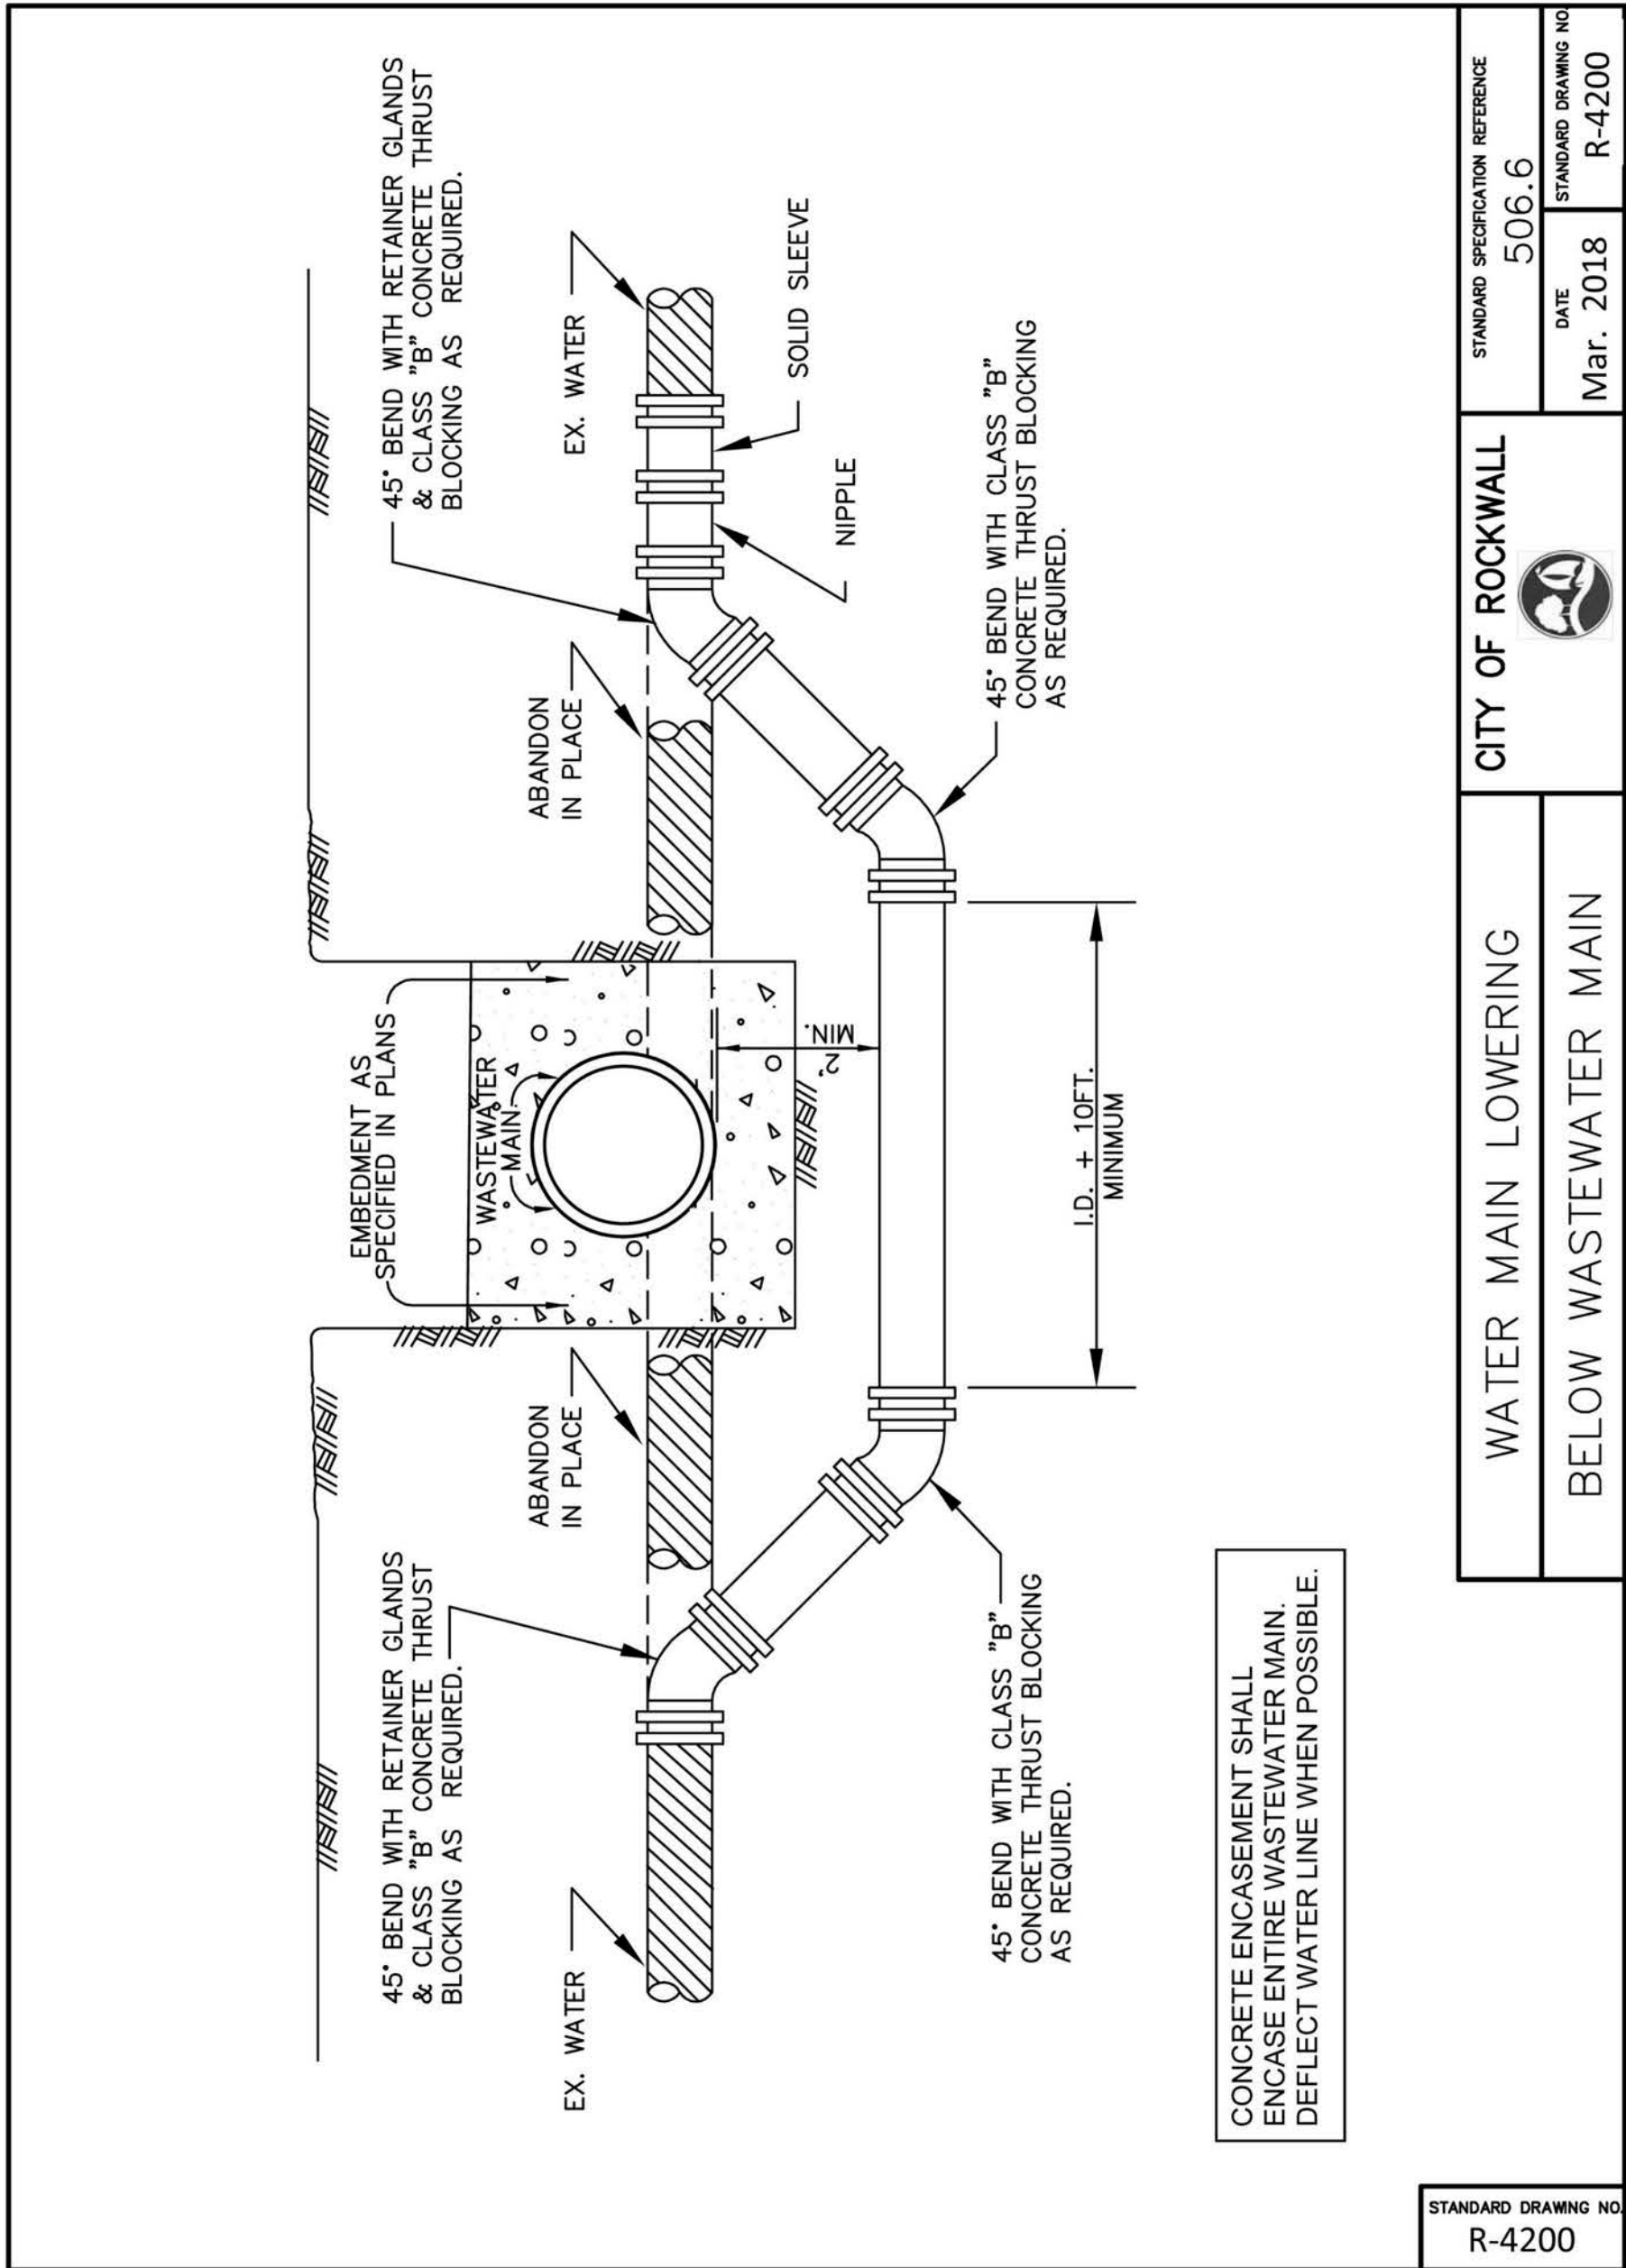 45° BEND WITH RETAINER GLANDS
& CLASS "B" CONCRETE THRUST
BLOCKING AS REQUIRED.
EMBEDMENT AS
SPECIFIED IN PLANS
45° BEND WITH RETAINER GLANDS
& CLASS "B" CONCRETE THRUST
BLOCKING AS REQUIRED.
EX. WATER
ABANDON
IN PLACE
WASTEWATER
MAIN
ABANDON
IN PLACE
EX. WATER
2'
MIN.
NIPPLE
SOLID SLEEVE
45° BEND WITH CLASS "B"
CONCRETE THRUST BLOCKING
AS REQUIRED.
I.D. + 10FT.
MINIMUM
45° BEND WITH CLASS "B"
CONCRETE THRUST BLOCKING
AS REQUIRED.
CONCRETE ENCASEMENT SHALL
ENCASE ENTIRE WASTEWATER MAIN.
DEFLECT WATER LINE WHEN POSSIBLE.
WATER MAIN LOWERING
BELOW WASTEWATER MAIN
CITY OF ROCKWALL
STANDARD SPECIFICATION REFERENCE
506.6
DATE
Mar. 2018
STANDARD DRAWING NO.
R-4200
STANDARD DRAWING NO.
R-4200